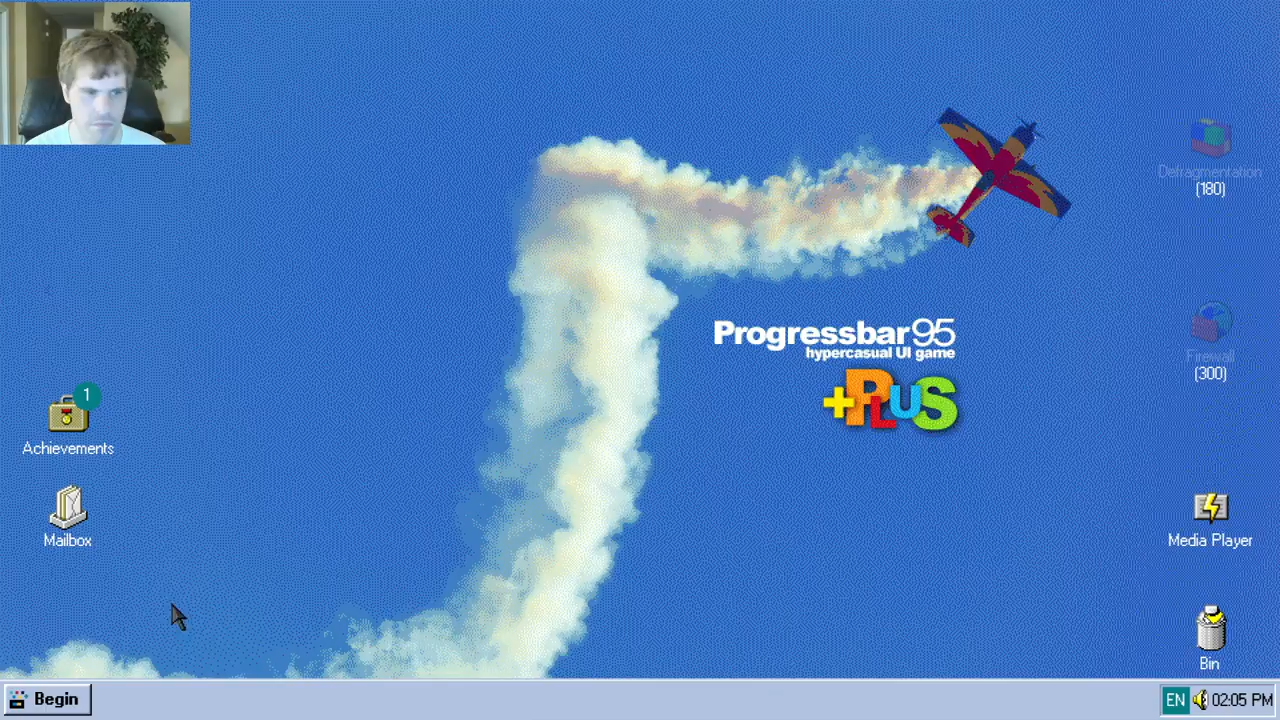 Defragmentation
(180)
Progressbar95
hypercasual UI game
+PLUS
Firewall
(300)
1
Achievements
Mailbox
Media Player
Bin
Begin
EN
02:05 PM